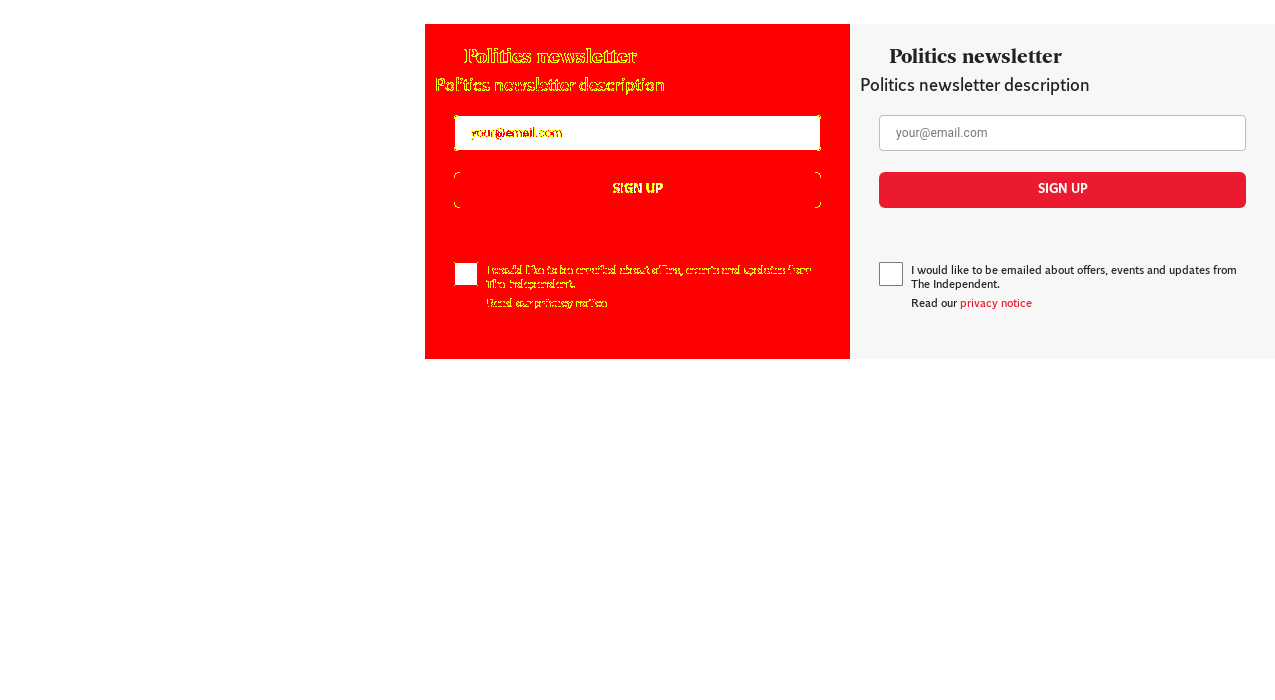 Politics newsletter
Politics newsletter description
your@email.com
SIGN UP
I would like to be emailed about offers, events and updates from
The Independent.
Read our privacy notice
Politics newsletter
Politics newsletter description
your@email.com
SIGN UP
I would like to be emailed about offers, events and updates from
The Independent.
Read our privacy notice